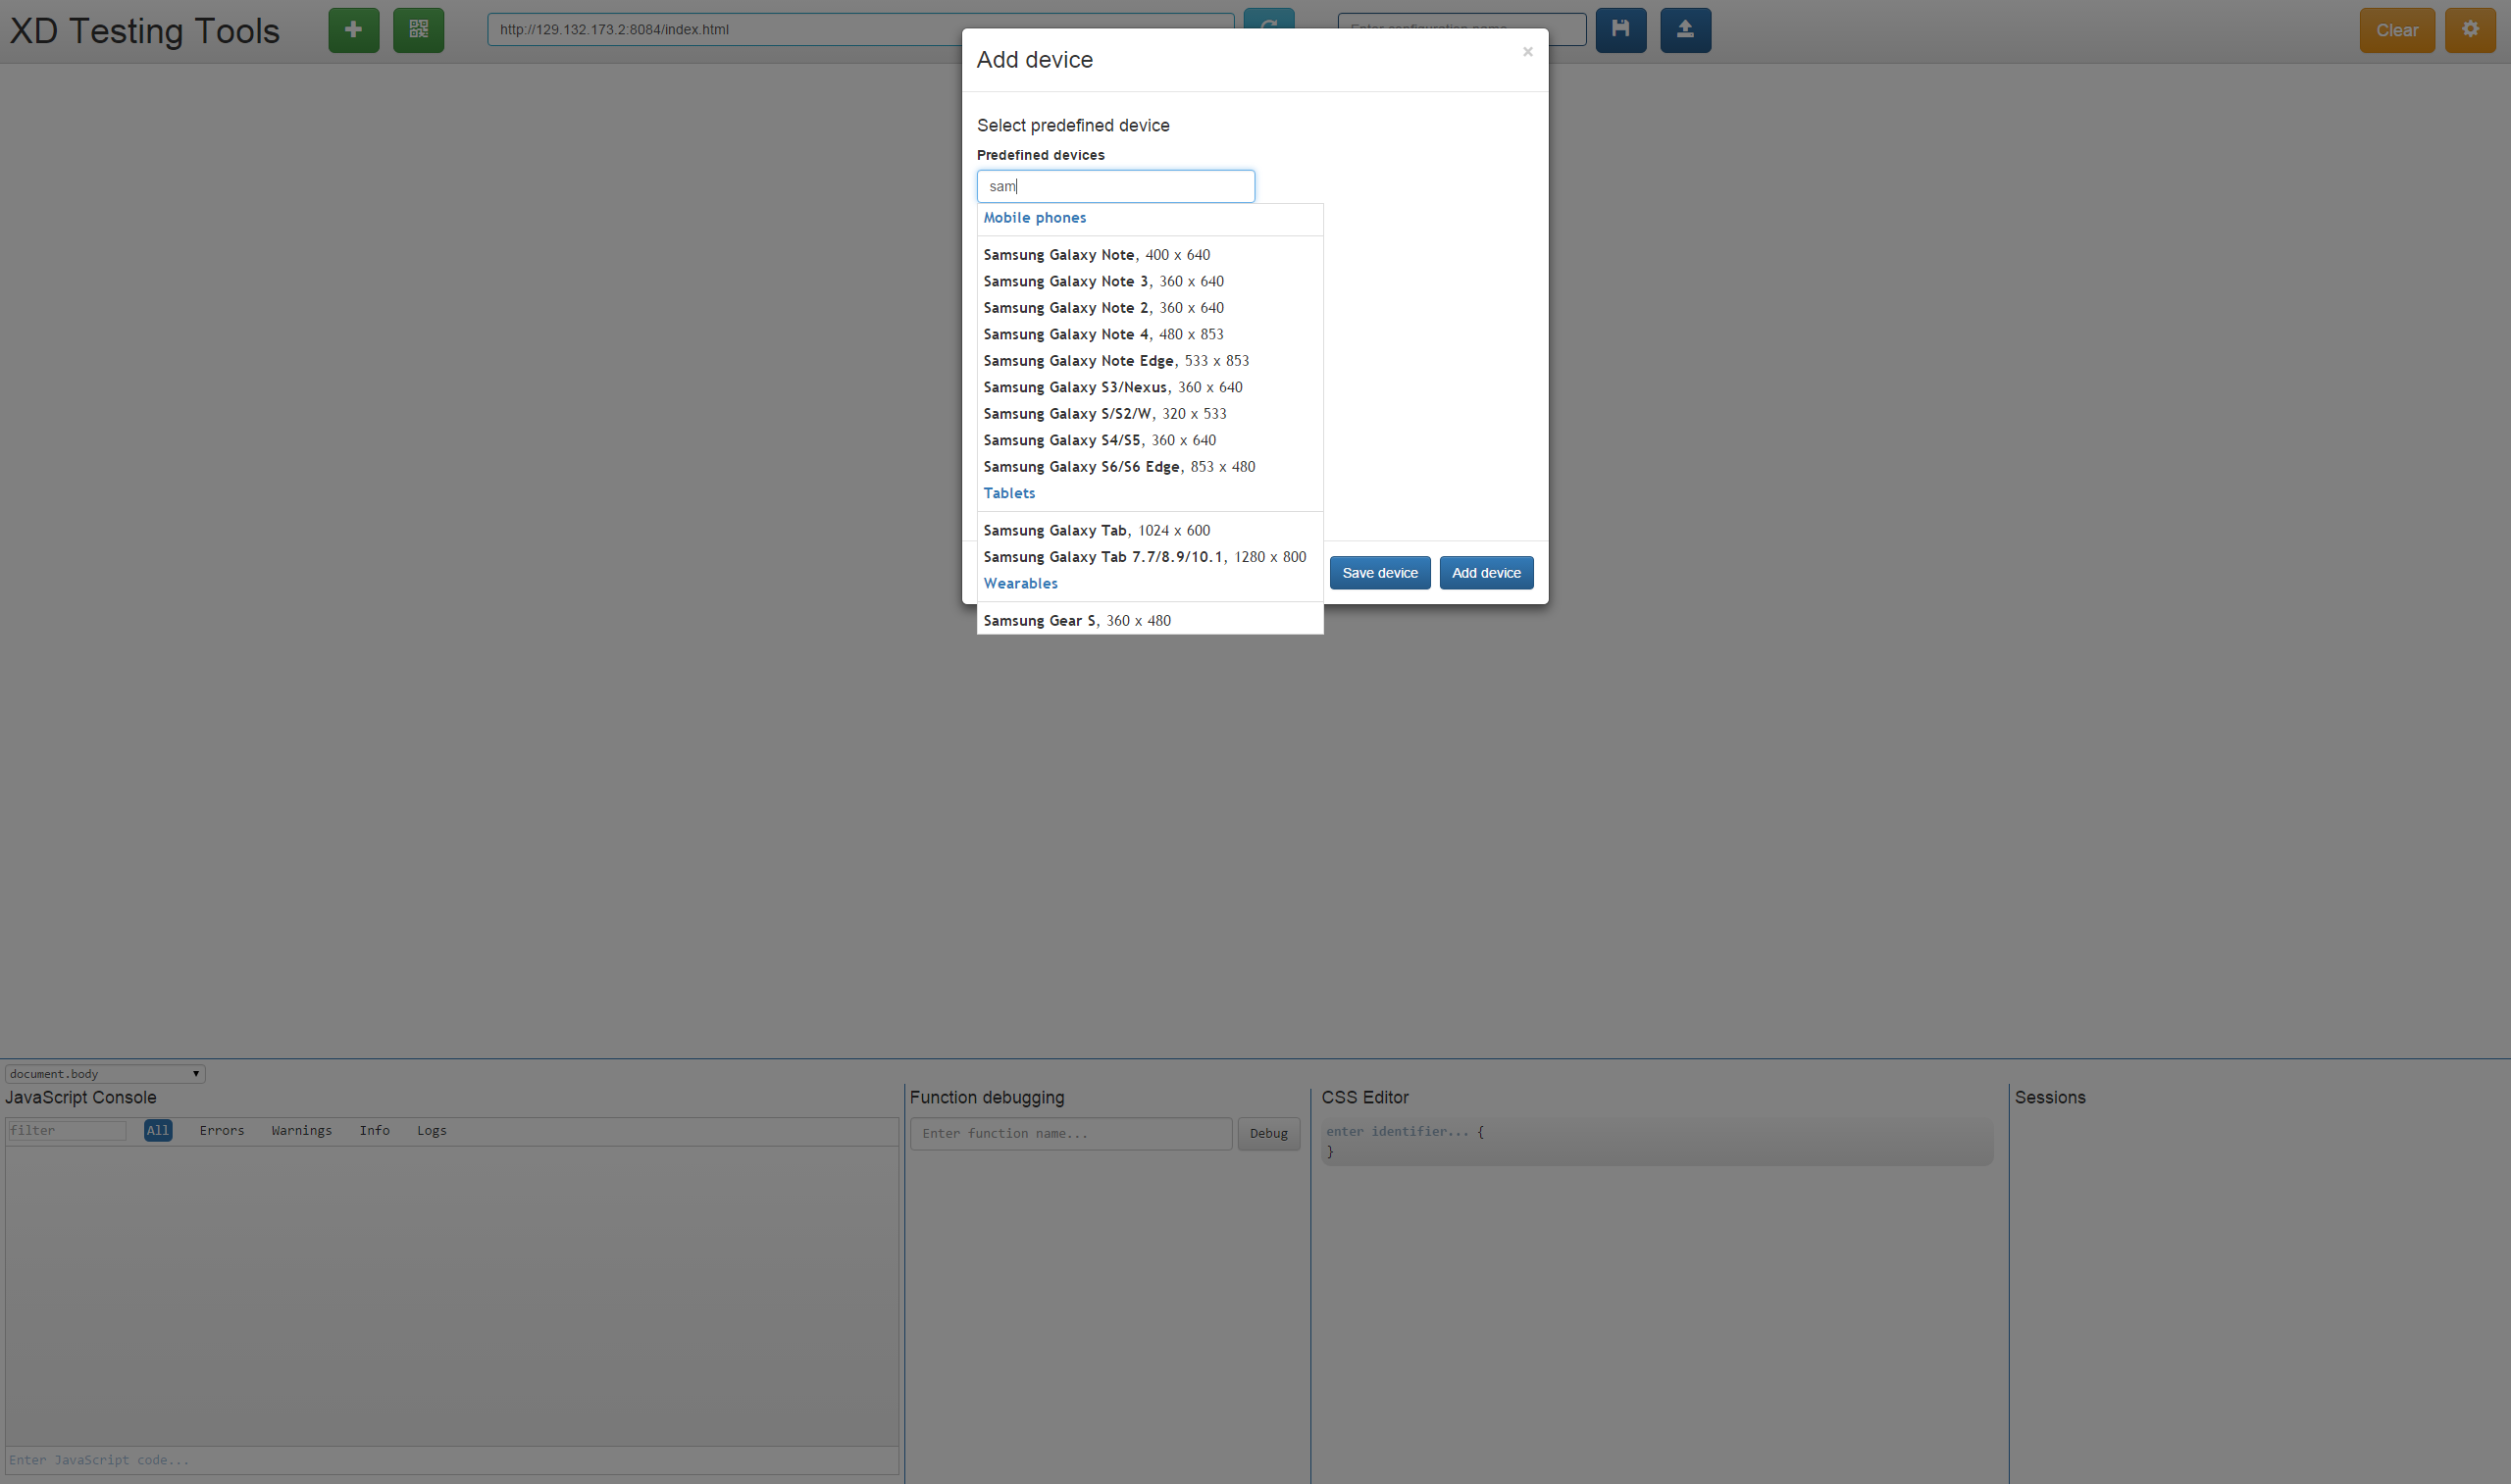 XD Testing Tools
http://129.132.173.2:8084/index.html
Enter configuration name
Clear
Add device
×
Select predefined device
Predefined devices
sam
Mobile phones
Samsung Galaxy Note, 400 x 640
Samsung Galaxy Note 3, 360 x 640
Samsung Galaxy Note 2, 360 x 640
Samsung Galaxy Note 4, 480 x 853
Samsung Galaxy Note Edge, 533 x 853
Samsung Galaxy S3/Nexus, 360 x 640
Samsung Galaxy S/S2/W, 320 x 533
Samsung Galaxy S4/S5, 360 x 640
Samsung Galaxy S6/S6 Edge, 853 x 480
Tablets
Samsung Galaxy Tab, 1024 x 600
Samsung Galaxy Tab 7.7/8.9/10.1, 1280 x 800
Wearables
Samsung Gear S, 360 x 480
Save device
Add device
document.body
JavaScript Console
filter All Errors Warnings Info Logs
Enter JavaScript code...
Function debugging
Enter function name... Debug
CSS Editor
enter identifier... {
}
Sessions